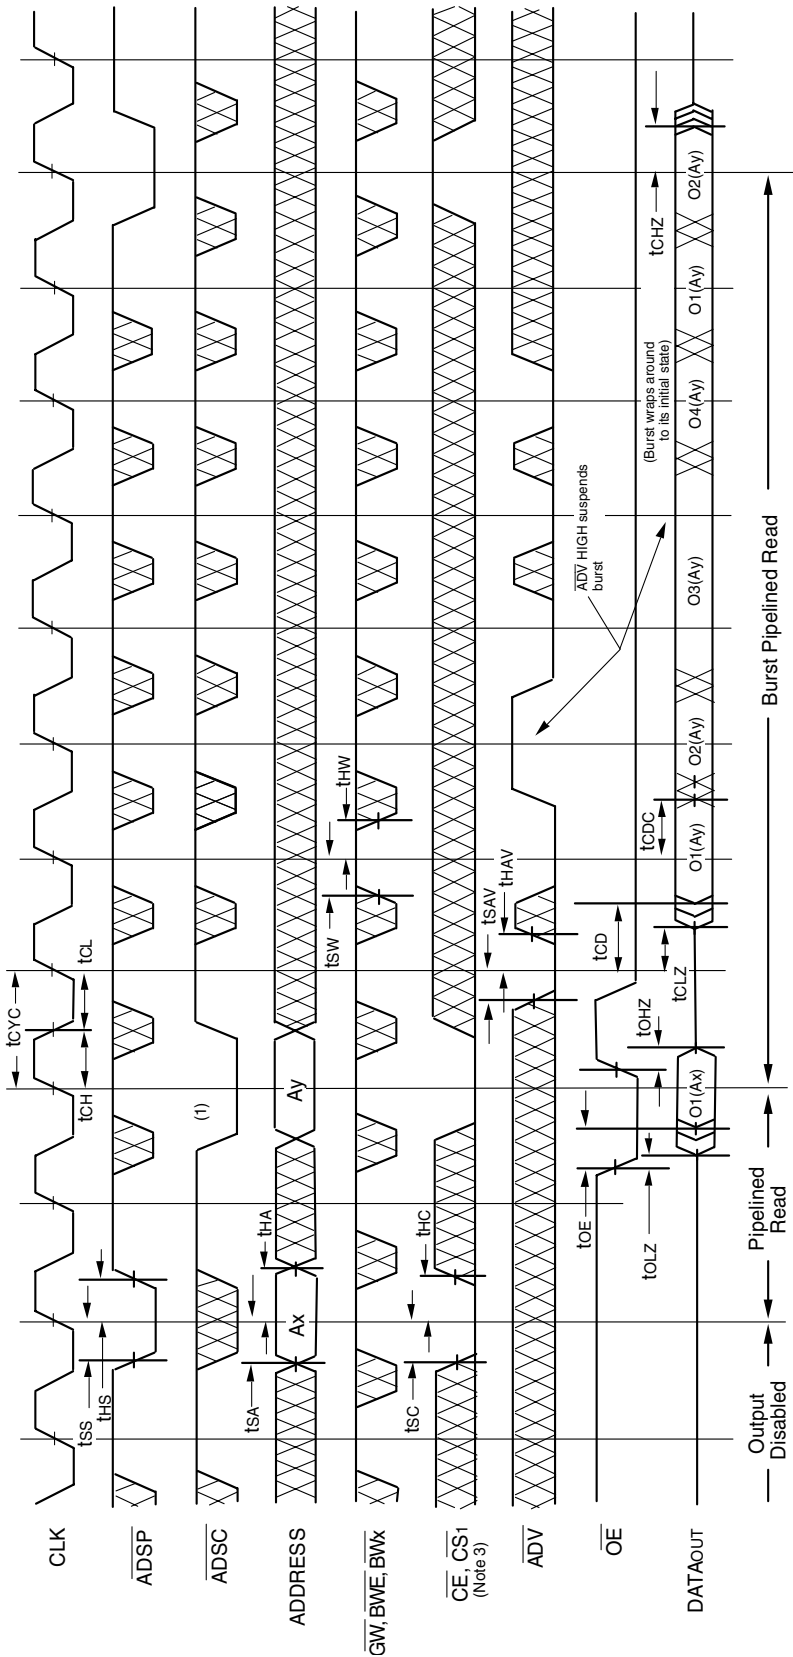 CLK
tCYC
tCH
tCL
ADSP
tSS
tHS
ADSC
(1)
ADDRESS
tSA
tHA
Ax
Ay
GW, BWE, BWx
tSW
tHW
CE, CS1
(Note 3)
tSC
tHC
ADV
tSAV
tHAV
ADV HIGH suspends
burst
OE
tOE
tOLZ
tOHZ
tCD
tCLZ
tCDC
(Burst wraps around
to its initial state)
tCHZ
DATAOUT
O1(Ax)
O1(Ay)
O2(Ay)
O3(Ay)
O4(Ay)
O1(Ay)
O2(Ay)
Output
Disabled
Pipelined
Read
Burst Pipelined Read